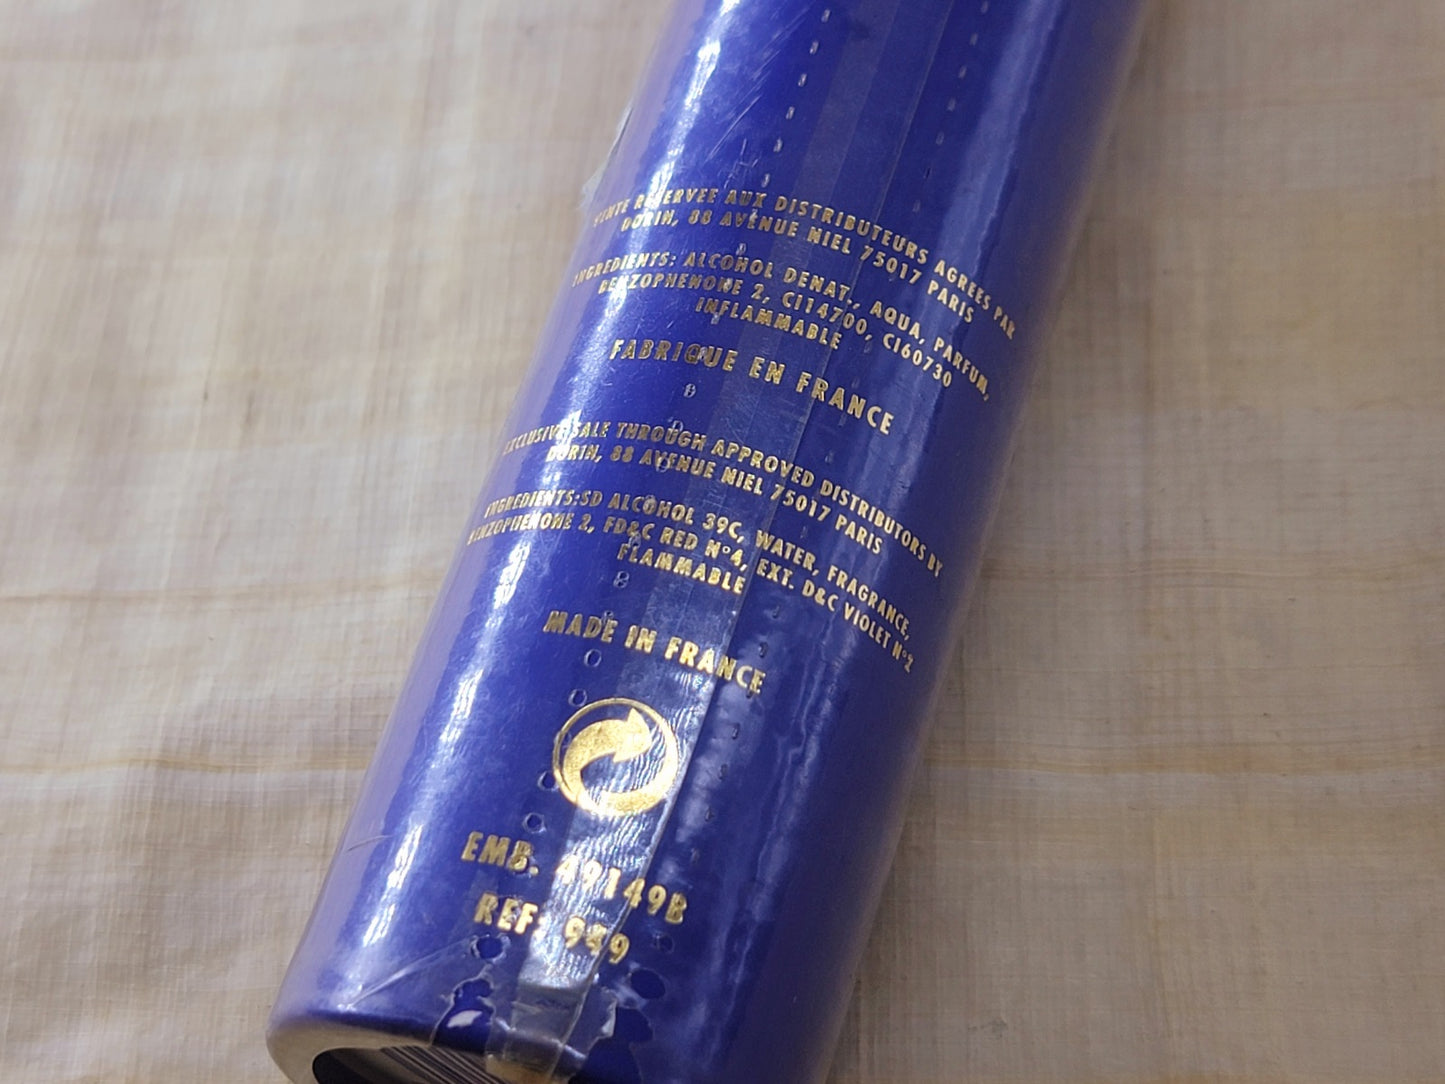 VENTE RESERVEE AUX DISTRIBUTEURS AGREES PAR
DORIN, 88 AVENUE NIEL 75017 PARIS
INGREDIENTS: ALCOHOL DENAT., AQUA, PARFUM,
BENZOPHENONE 2, CI14700, CI60730
INFLAMMABLE
FABRIQUE EN FRANCE
EXCLUSIVE SALE THROUGH APPROVED DISTRIBUTORS BY
DORIN, 88 AVENUE NIEL 75017 PARIS
INGREDIENTS:SD ALCOHOL 39C, WATER, FRAGRANCE,
BENZOPHENONE 2, FD&C RED N°4, EXT. D&C VIOLET N°2
FLAMMABLE
MADE IN FRANCE
EMB. 49149B
REF: 949